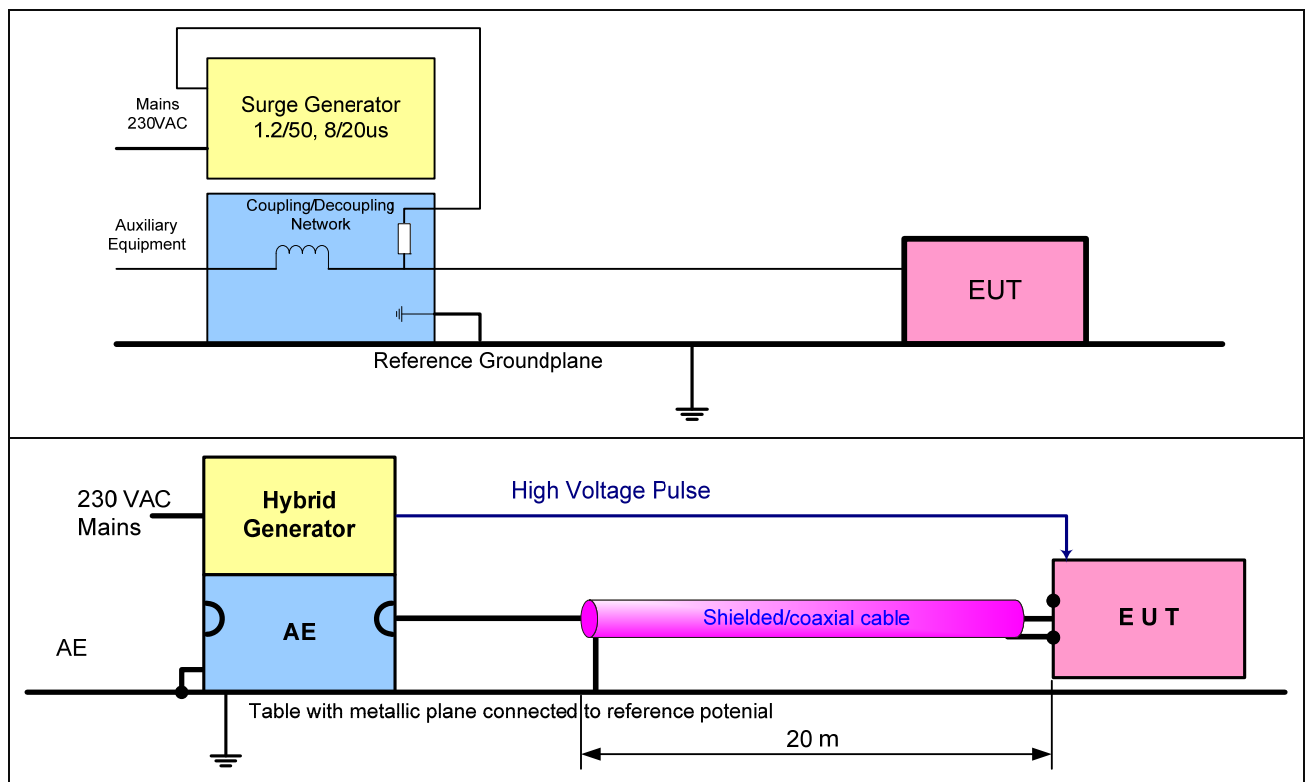 Surge Generator
1.2/50, 8/20us
Mains
230VAC
Coupling/Decupling
Network
Auxiliary
Equipment
EUT
Reference Groundplane
230 VAC
Mains
Hybrid
Generator
High Voltage Pulse
AE
Shielded/coaxial cable
E U T
AE
Table with metallic plane connected to reference potenial
20 m